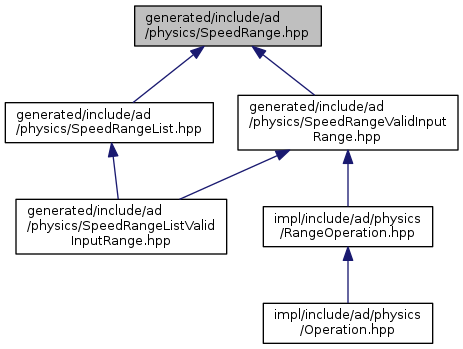 generated/include/ad
/physics/SpeedRange.hpp
generated/include/ad
/physics/SpeedRangeList.hpp
generated/include/ad
/physics/SpeedRangeValidInput
Range.hpp
generated/include/ad
/physics/SpeedRangeListValid
InputRange.hpp
impl/include/ad/physics
/RangeOperation.hpp
impl/include/ad/physics
/Operation.hpp